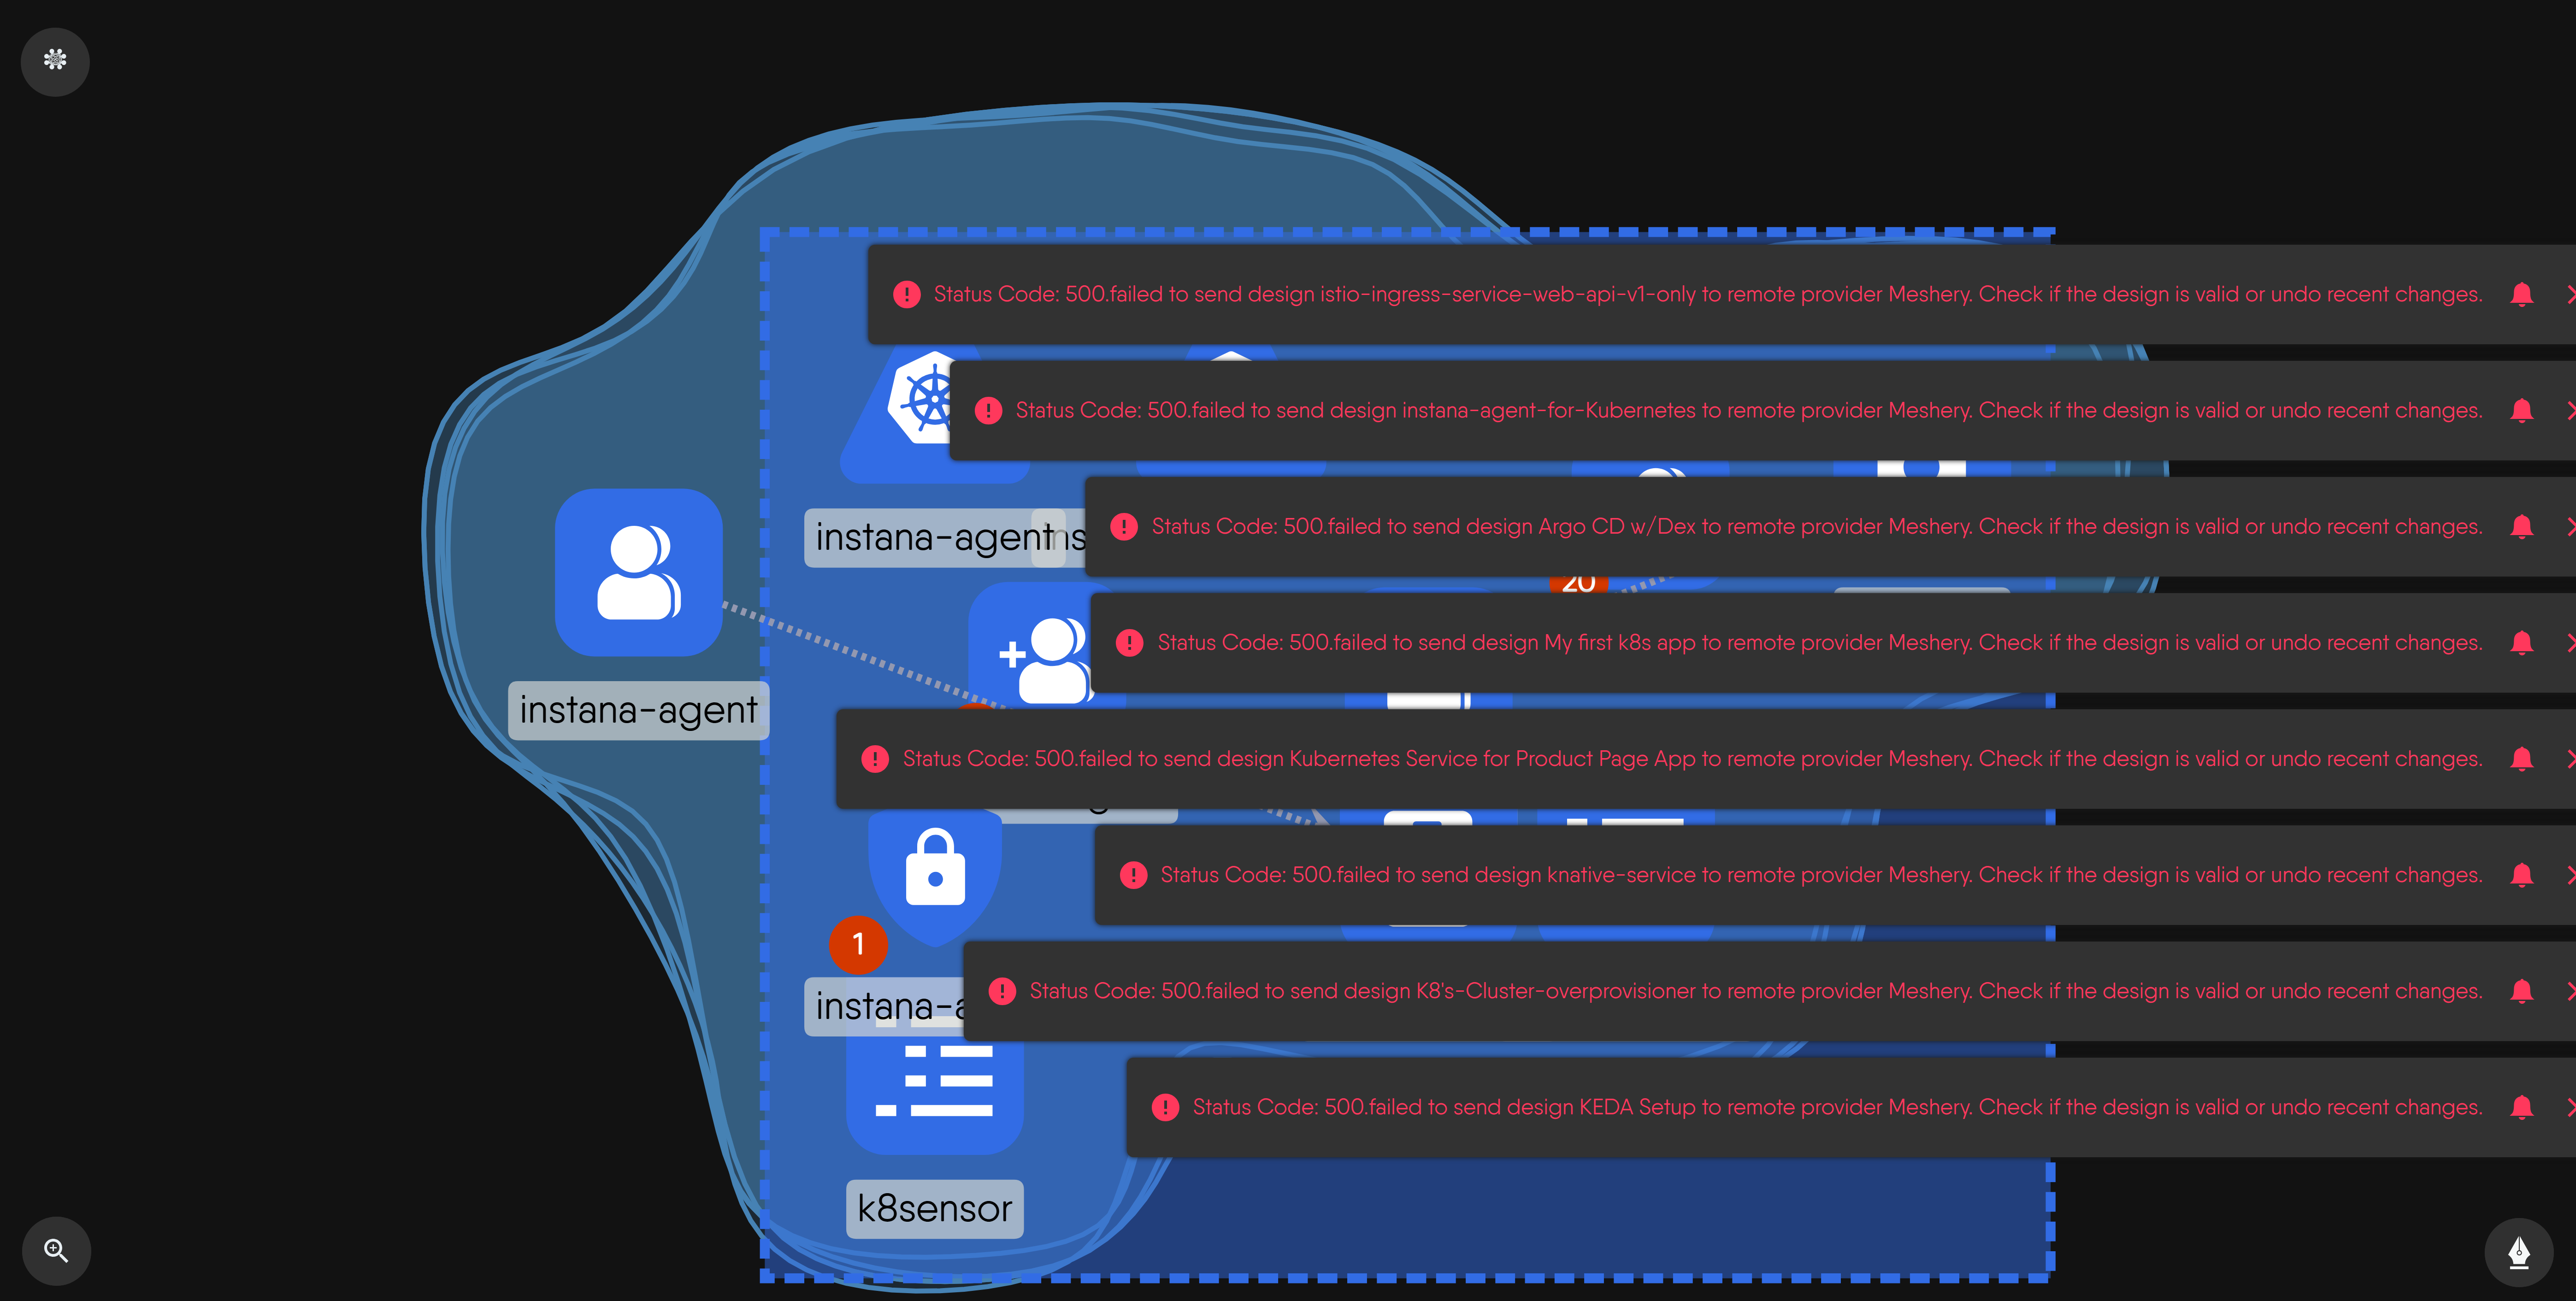 Status Code: 500.failed to send design istio-ingress-service-web-api-v1-only to remote provider Meshery. Check if the design is valid or undo recent changes.
Status Code: 500.failed to send design instana-agent-for-Kubernetes to remote provider Meshery. Check if the design is valid or undo recent changes.
instana-agent
Status Code: 500.failed to send design Argo CD w/Dex to remote provider Meshery. Check if the design is valid or undo recent changes.
20
Status Code: 500.failed to send design My first k8s app to remote provider Meshery. Check if the design is valid or undo recent changes.
instana-agent
Status Code: 500.failed to send design Kubernetes Service for Product Page App to remote provider Meshery. Check if the design is valid or undo recent changes.
Status Code: 500.failed to send design knative-service to remote provider Meshery. Check if the design is valid or undo recent changes.
1
instana-a
Status Code: 500.failed to send design K8's-Cluster-overprovisioner to remote provider Meshery. Check if the design is valid or undo recent changes.
Status Code: 500.failed to send design KEDA Setup to remote provider Meshery. Check if the design is valid or undo recent changes.
k8sensor